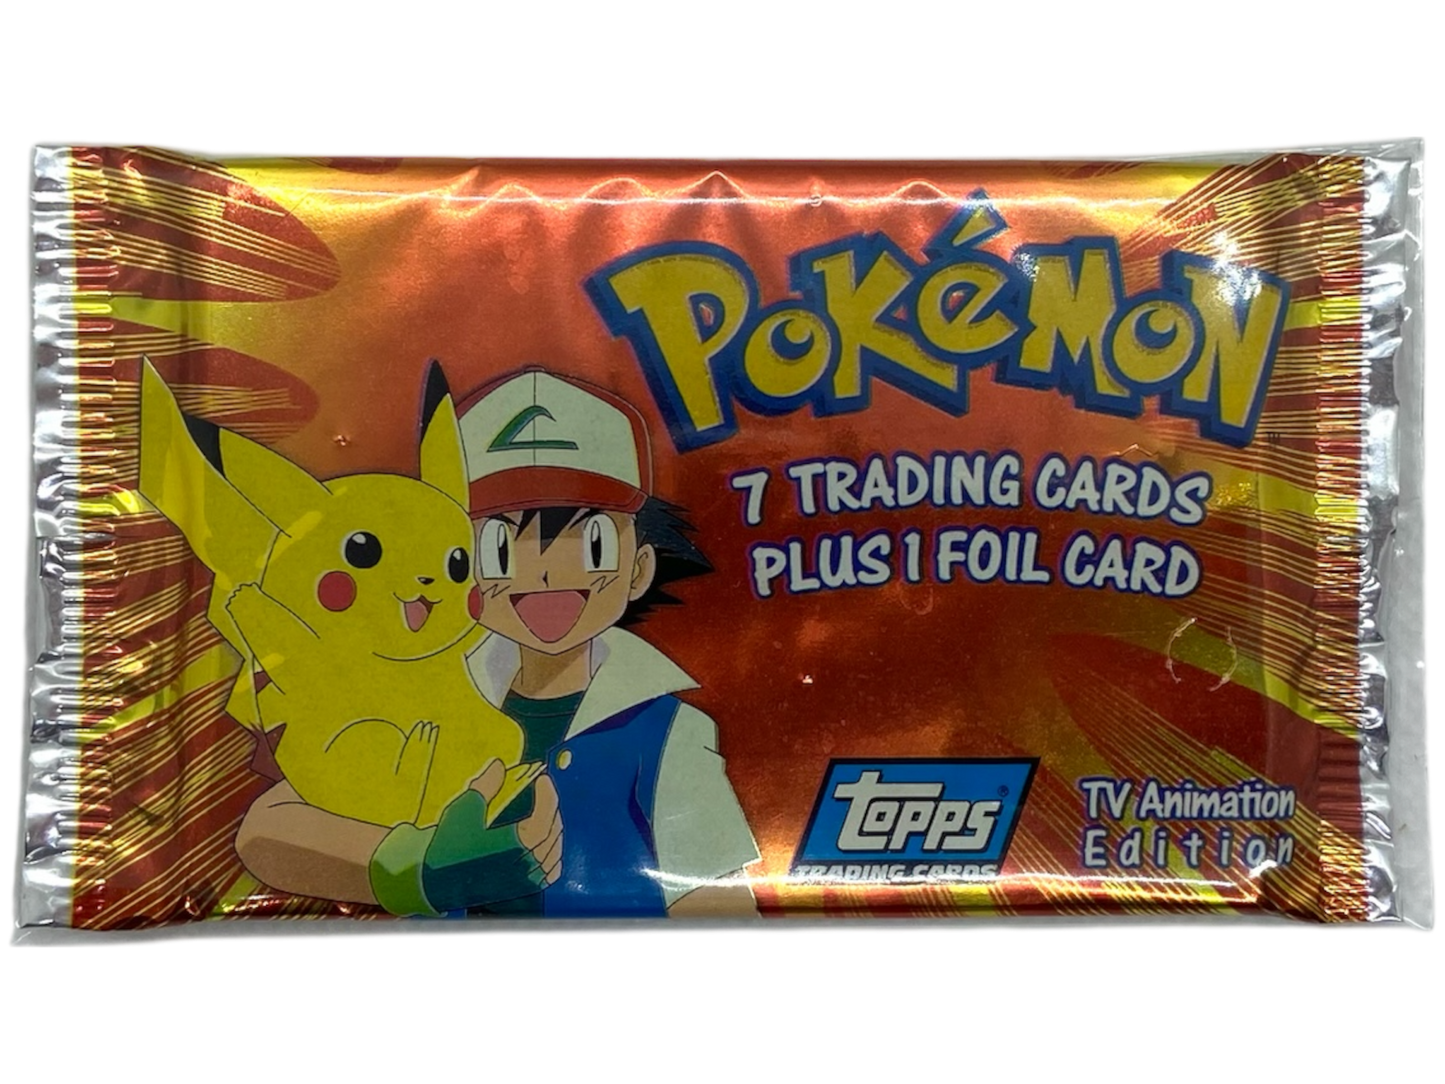 POKéMON
7 TRADING CARDS
PLUS 1 FOIL CARD
TOPPS®
TRADING CARDS
TV Animation
Edition